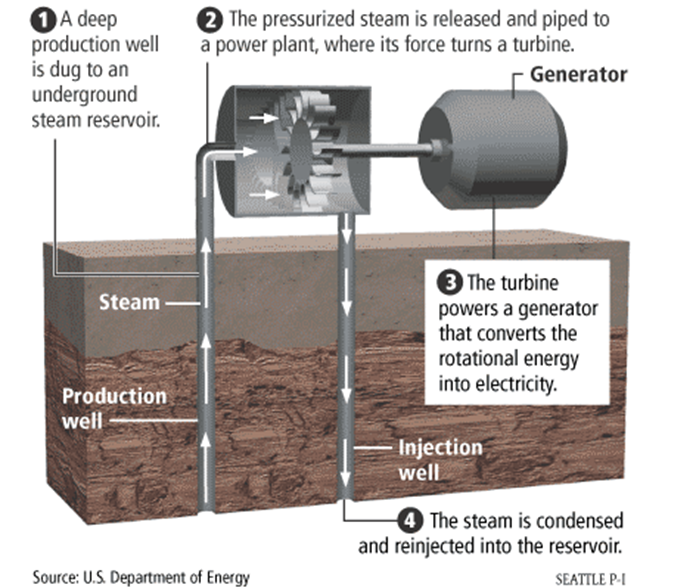 1 A deep
production well
is dug to an
underground
steam reservoir.
2 The pressurized steam is released and piped to
a power plant, where its force turns a turbine.
Generator
3 The turbine
powers a generator
that converts the
rotational energy
into electricity.
Steam
Production
well
Injection
well
4 The steam is condensed
and reinjected into the reservoir.
Source: U.S. Department of Energy
SEATTLE P-I